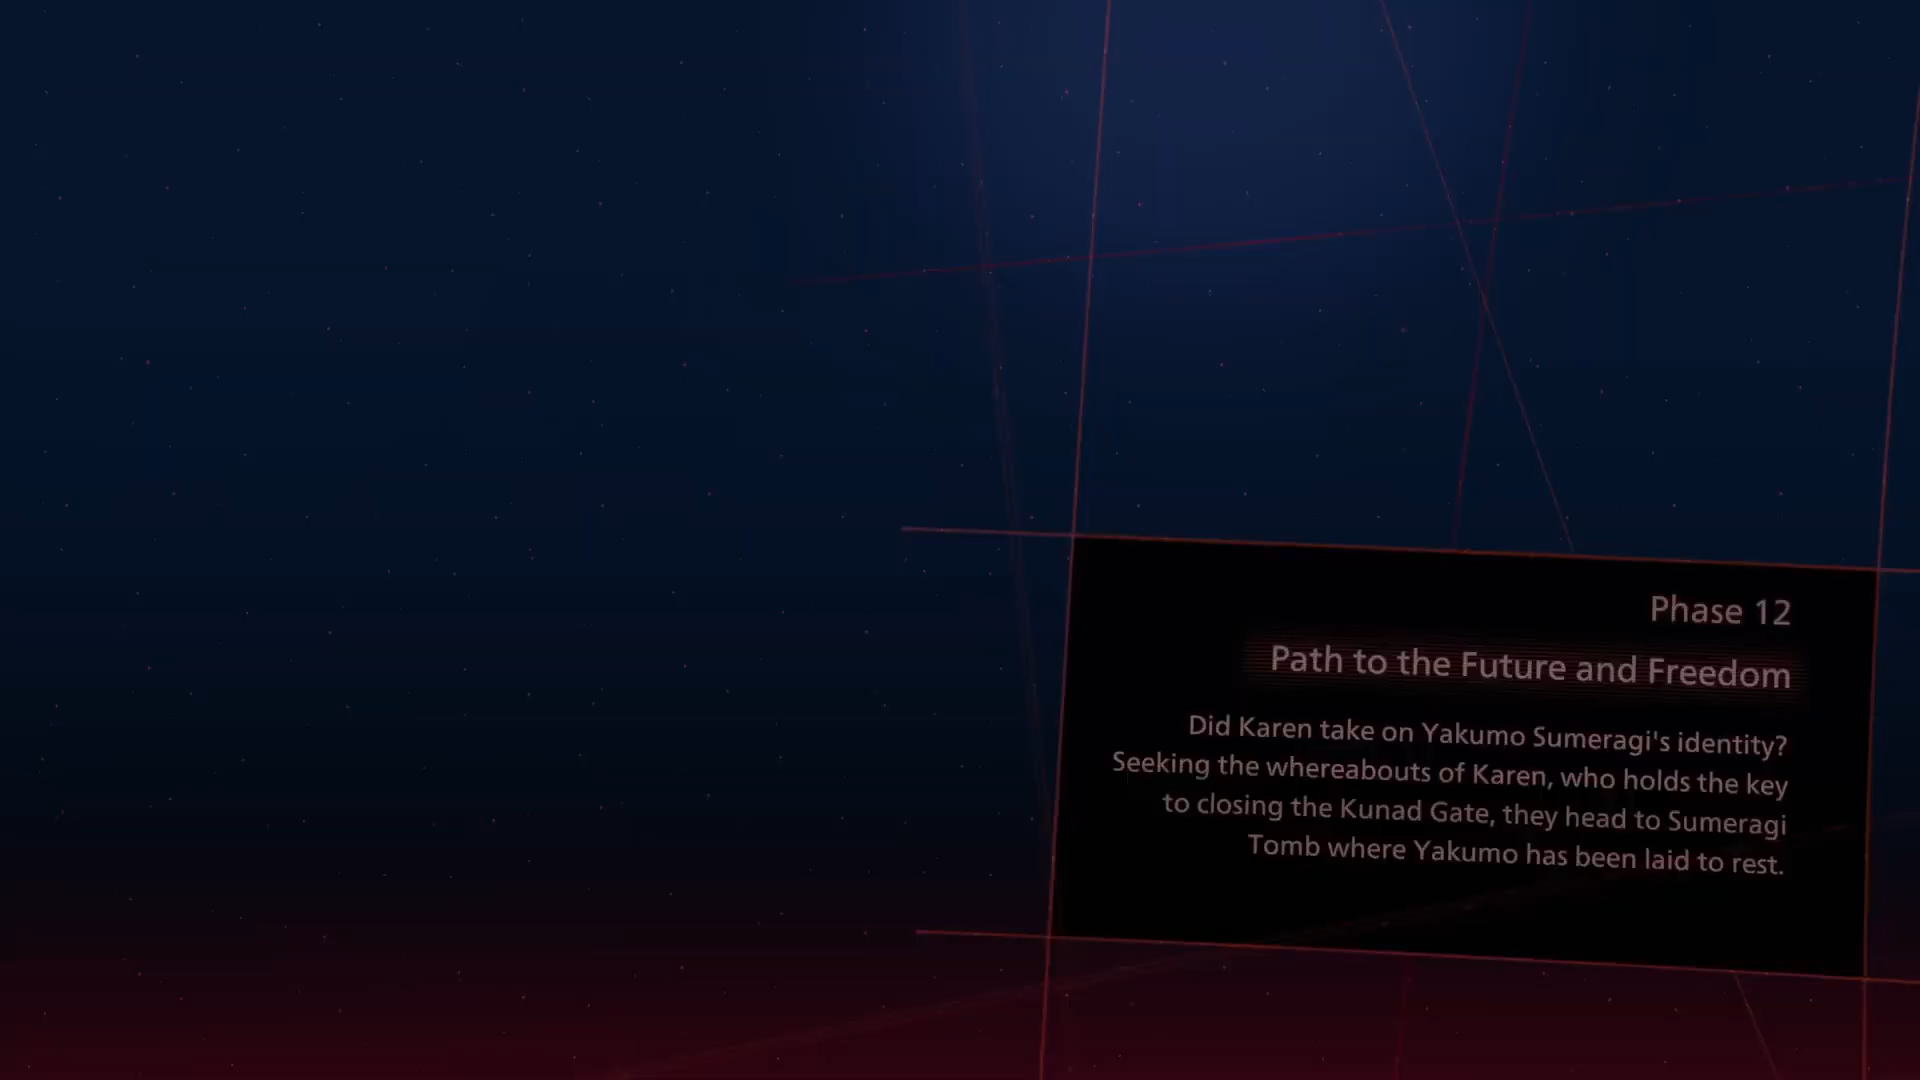 Phase 12
Path to the Future and Freedom
Did Karen take on Yakumo Sumeragi's identity?
Seeking the whereabouts of Karen, who holds the key
to closing the Kunad Gate, they head to Sumeragi
Tomb where Yakumo has been laid to rest.